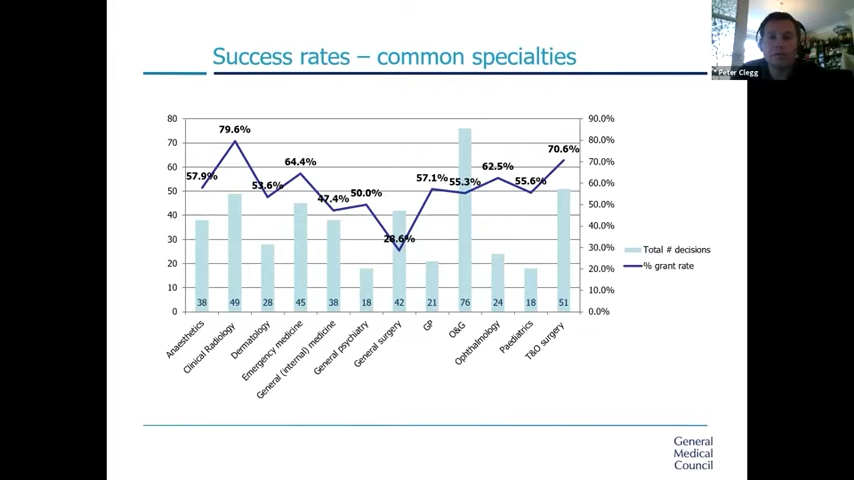 Success rates – common specialties
* Peter Clegg
80
70
60
50
40
30
20
10
0
90.0%
80.0%
70.0%
60.0%
50.0%
40.0%
30.0%
20.0%
10.0%
0.0%
57.9%
79.6%
53.6%
64.4%
47.4%
50.0%
28.6%
57.1%
55.3%
62.5%
55.6%
70.6%
38
49
28
45
38
18
42
21
76
24
18
51
Anaesthetics
Clinical Radiology
Dermatology
Emergency medicine
General (internal) medicine
General psychiatry
General surgery
GP
O&G
Ophthalmology
Paediatrics
T&O surgery
Total # decisions
% grant rate
General
Medical
Council